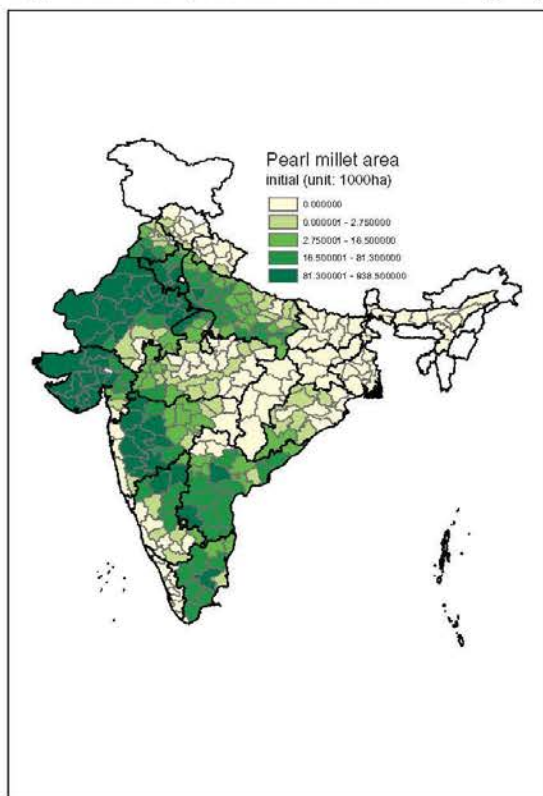 Pearl millet area
initial (unit: 1000ha)
0.000000
0.000001 - 2.750000
2.750001 - 16.500000
16.500001 - 81.300000
81.300001 - 938.500000